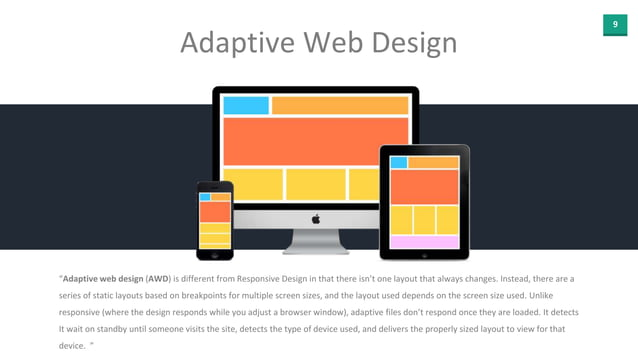 9
Adaptive Web Design
"Adaptive web design (AWD) is different from Responsive Design in that there isn't one layout that always changes. Instead, there are a
series of static layouts based on breakpoints for multiple screen sizes, and the layout used depends on the screen size used. Unlike
responsive (where the design responds while you adjust a browser window), adaptive files don't respond once they are loaded. It detects
It wait on standby until someone visits the site, detects the type of device used, and delivers the properly sized layout to view for that
device. "